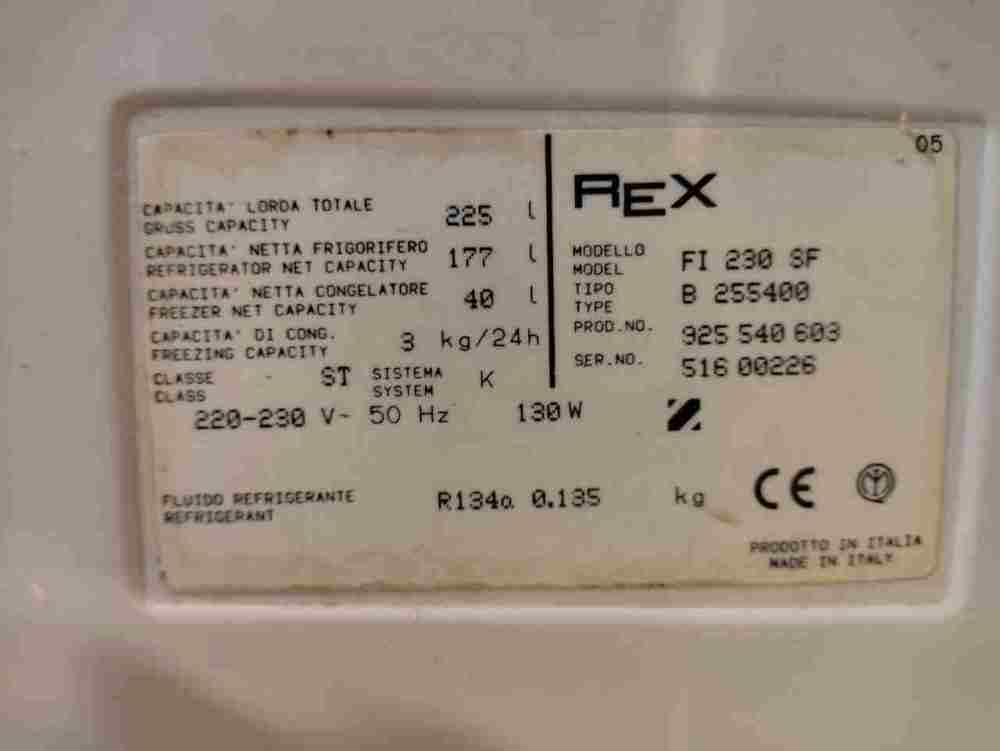 05
CAPACITA' LORDA TOTALE
GROSS CAPACITY
225 l
CAPACITA' NETTA FRIGORIFERO
REFRIGERATOR NET CAPACITY
177 l
CAPACITA' NETTA CONGELATORE
FREEZER NET CAPACITY
40 l
CAPACITA' DI CONG.
FREEZING CAPACITY
3 kg/24h
CLASSE
CLASS
ST
SISTEMA
SYSTEM
K
220-230 V~ 50 Hz 130 W
FLUIDO REFRIGERANTE
REFRIGERANT
R134a 0.135 kg
REX
MODELLO
MODEL
FI 230 SF
TIPO
TYPE
B 255400
PROD.NO. 925 540 603
SER.NO. 516 00226
CE
PRODOTTO IN ITALIA
MADE IN ITALY